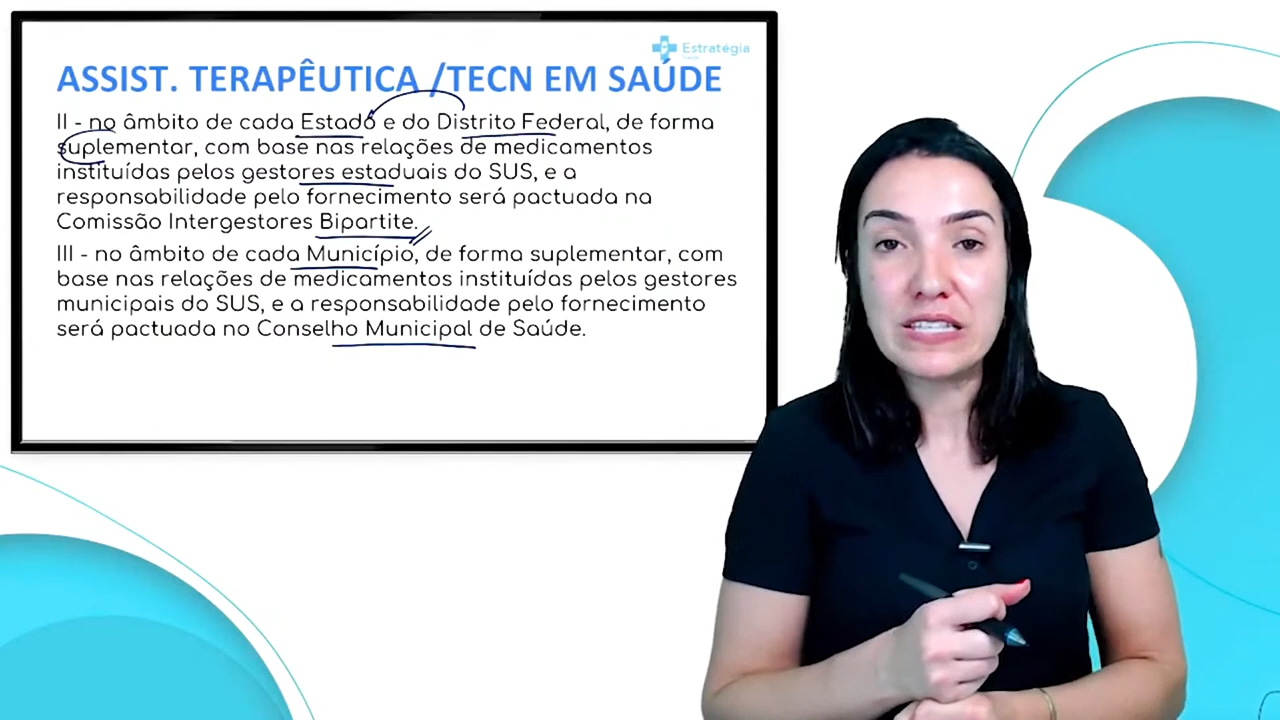 Estratégia
ASSIST. TERAPÊUTICA /TECN EM SAÚDE
II - no âmbito de cada Estado e do Distrito Federal, de forma
suplementar, com base nas relações de medicamentos
instituídas pelos gestores estaduais do SUS, e a
responsabilidade pelo fornecimento será pactuada na
Comissão Intergestores Bipartite.
III - no âmbito de cada Município, de forma suplementar, com
base nas relações de medicamentos instituídas pelos gestores
municipais do SUS, e a responsabilidade pelo fornecimento
será pactuada no Conselho Municipal de Saúde.